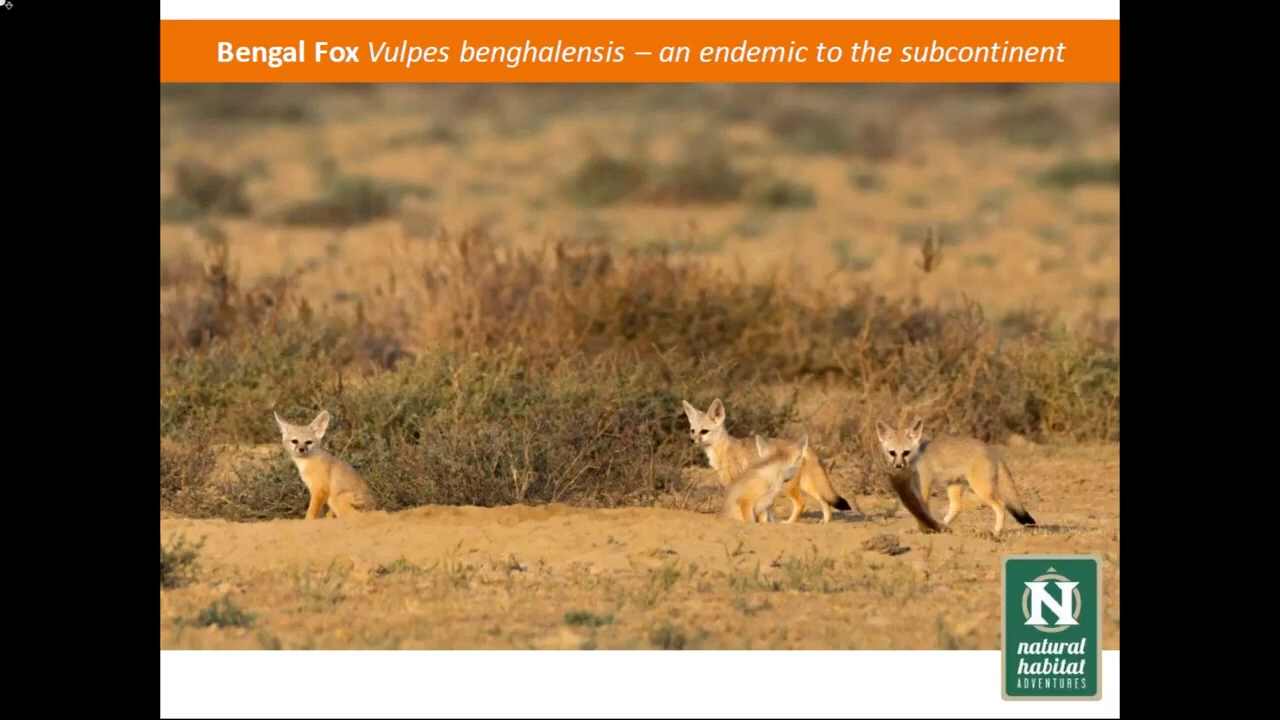 Bengal Fox Vulpes benghalensis – an endemic to the subcontinent
N
natural
habitat
ADVENTURES